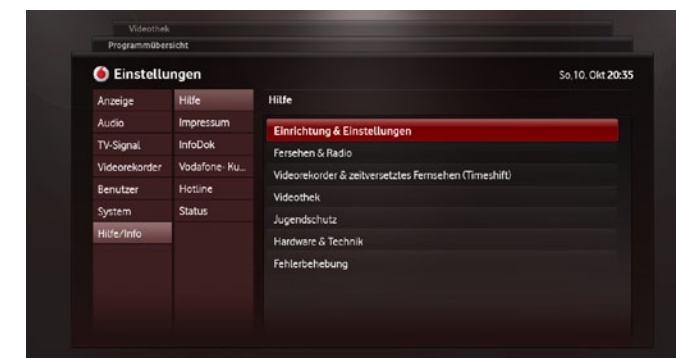 Videothek
Programmübersicht
Einstellungen
So,10. Okt 20:35
Anzeige
Audio
TV-Signal
Videorekorder
Benutzer
System
Hilfe/Info
Hilfe
Impressum
InfoDok
Vodafone- Ku...
Hotline
Status
Hilfe
Einrichtung & Einstellungen
Fersehen & Radio
Videorekorder & zeitversetztes Fernsehen (Timeshift)
Videothek
Jugendschutz
Hardware & Technik
Fehlerbehebung